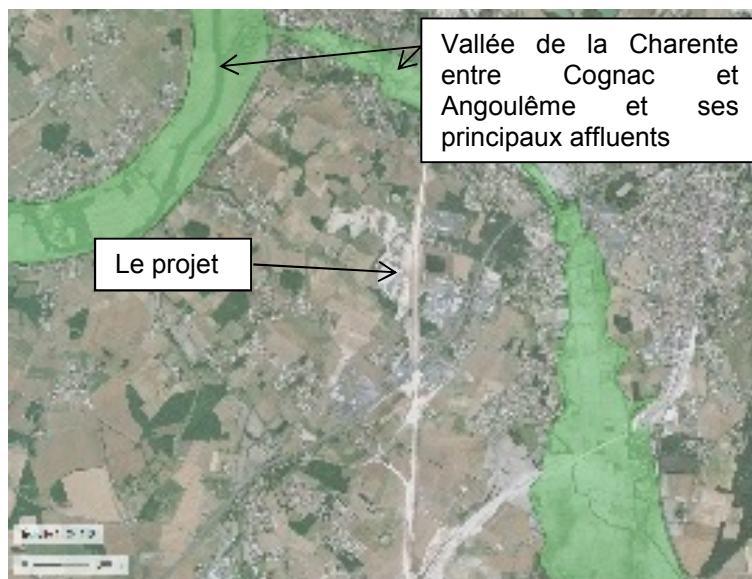 Vallée de la Charente
entre Cognac et
Angoulême et ses
principaux affluents
Le projet